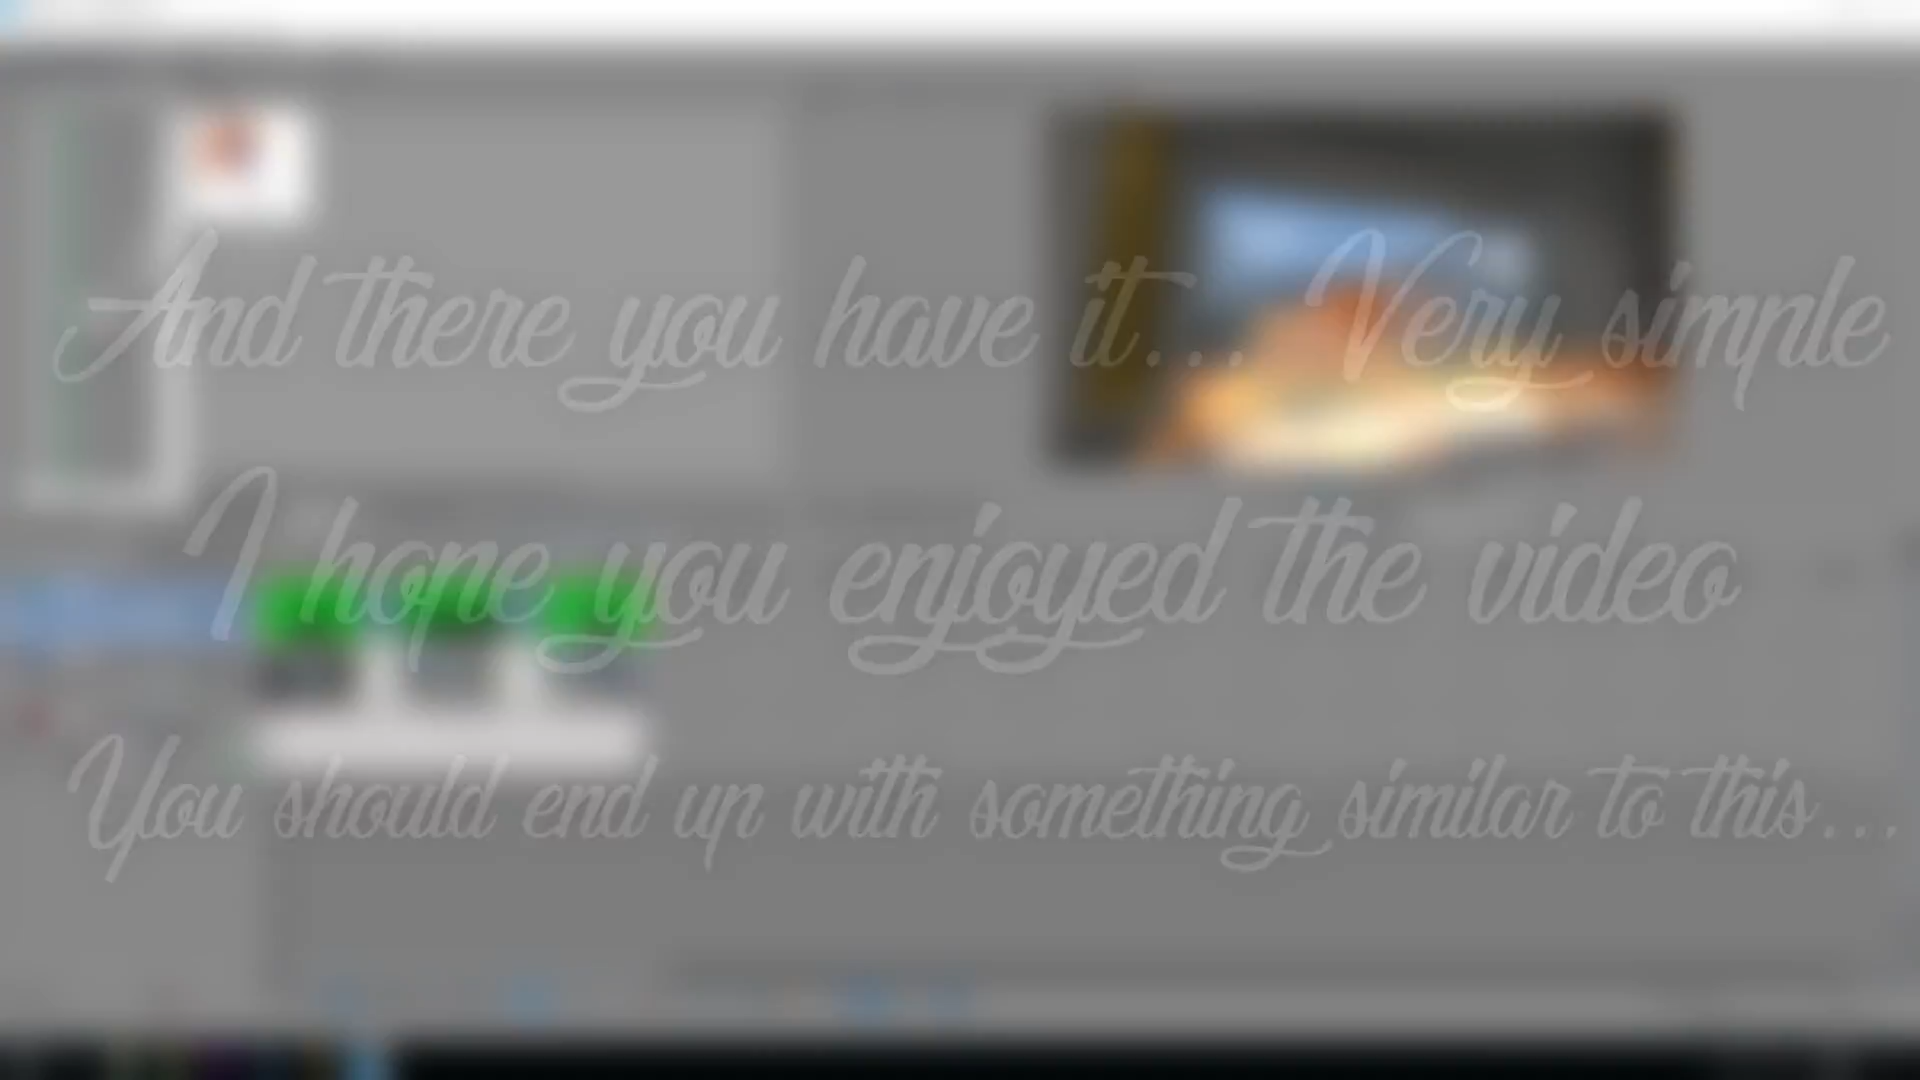 And there you have it... Very simple
I hope you enjoyed the video
You should end up with something similar to this...